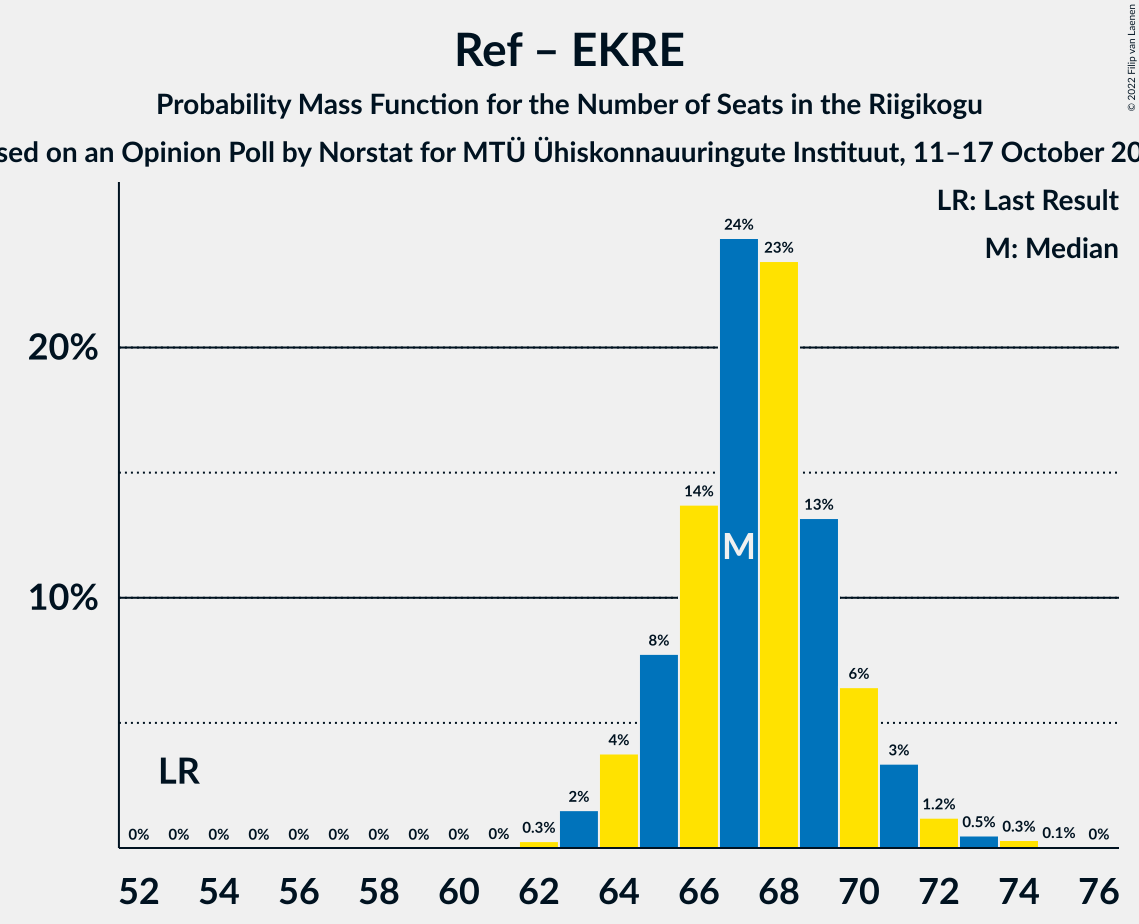 Ref – EKRE
Probability Mass Function for the Number of Seats in the Riigikogu
sed on an Opinion Poll by Norstat for MTÜ Ühiskonnauuringute Instituut, 11–17 October 20
© 2022 Filip van Laenen
LR: Last Result
M: Median
24%
23%
20%
14%
13%
M
10%
8%
6%
4%
3%
LR
2%
1.2%
0% 0% 0% 0% 0% 0% 0% 0% 0% 0% 0.3% 0.5% 0.3% 0.1% 0%
52 54 56 58 60 62 64 66 68 70 72 74 76